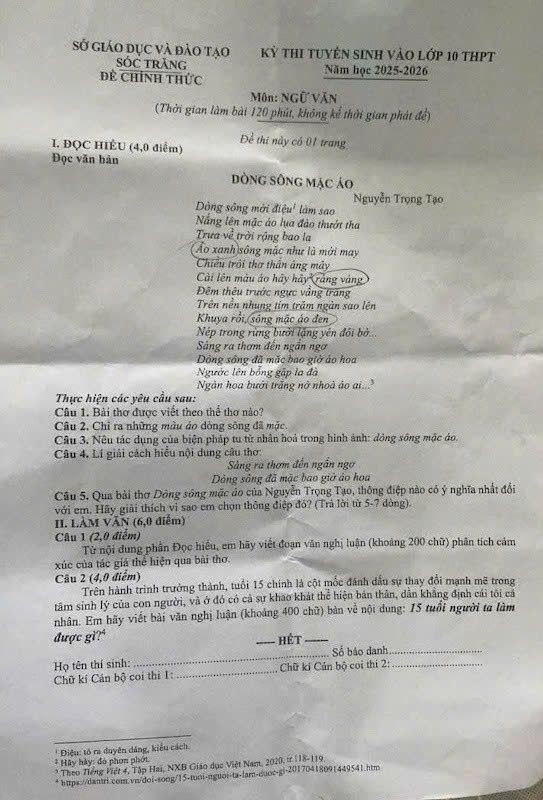 SỞ GIÁO DỤC VÀ ĐÀO TẠO
SÓC TRĂNG
ĐỀ CHÍNH THỨC
KỲ THI TUYỂN SINH VÀO LỚP 10 THPT
Năm học 2025-2026
Môn: NGỮ VĂN
(Thời gian làm bài 120 phút, không kể thời gian phát đề)
Đề thi này có 01 trang
I. ĐỌC HIỂU (4,0 điểm)
Đọc văn bản
DÒNG SÔNG MẶC ÁO
Nguyễn Trọng Tạo
Dòng sông mới điệu¹ làm sao
Nắng lên mặc áo lụa đào thướt tha
Trưa về trời rộng bao la
Áo xanh sông mặc như là mới may
Chiều trôi thơ thẩn áng mây
Cài lên màu áo hây hây² ráng vàng
Đêm thêu trước ngực vầng trăng
Trên nền nhung tím trăm ngàn sao lên
Khuya rồi, sông mặc áo đen
Nép trong rừng bưởi lặng yên đôi bờ...
Sáng ra thơm đến ngẩn ngơ
Dòng sông đã mặc bao giờ áo hoa
Ngước lên bỗng gặp la đà
Ngàn hoa bưởi trắng nở nhoà áo ai...³
Thực hiện các yêu cầu sau:
Câu 1. Bài thơ được viết theo thể thơ nào?
Câu 2. Chỉ ra những màu áo dòng sông đã mặc.
Câu 3. Nêu tác dụng của biện pháp tu từ nhân hoá trong hình ảnh: dòng sông mặc áo.
Câu 4. Lí giải cách hiểu nội dung câu thơ:
Sáng ra thơm đến ngẩn ngơ
Dòng sông đã mặc bao giờ áo hoa
Câu 5. Qua bài thơ Dòng sông mặc áo của Nguyễn Trọng Tạo, thông điệp nào có ý nghĩa nhất đối
với em. Hãy giải thích vì sao em chọn thông điệp đó? (Trả lời từ 5-7 dòng).
II. LÀM VĂN (6,0 điểm)
Câu 1 (2,0 điểm)
Từ nội dung phần Đọc hiểu, em hãy viết đoạn văn nghị luận (khoảng 200 chữ) phân tích cảm
xúc của tác giả thể hiện qua bài thơ.
Câu 2 (4,0 điểm)
Trên hành trình trưởng thành, tuổi 15 chính là cột mốc đánh dấu sự thay đổi mạnh mẽ trong
tâm sinh lý của con người, và ở đó có cả sự khao khát thể hiện bản thân, dần khẳng định cái tôi cá
nhân. Em hãy viết bài văn nghị luận (khoảng 400 chữ) bàn về nội dung: 15 tuổi người ta làm
được gì?⁴
---- HẾT ----
Họ tên thí sinh: ........................ Số báo danh........................
Chữ kí Cán bộ coi thi 1: ........................ Chữ kí Cán bộ coi thi 2: ........................
¹ Điệu: tỏ ra duyên dáng, kiểu cách.
² Hây hây: đỏ phơn phớt.
³ Theo Tiếng Việt 4, Tập Hai, NXB Giáo dục Việt Nam, 2020, tr.118-119.
⁴ https://dantri.com.vn/doi-song/15-tuoi-nguoi-ta-lam-duoc-gi-20170418091449541.htm